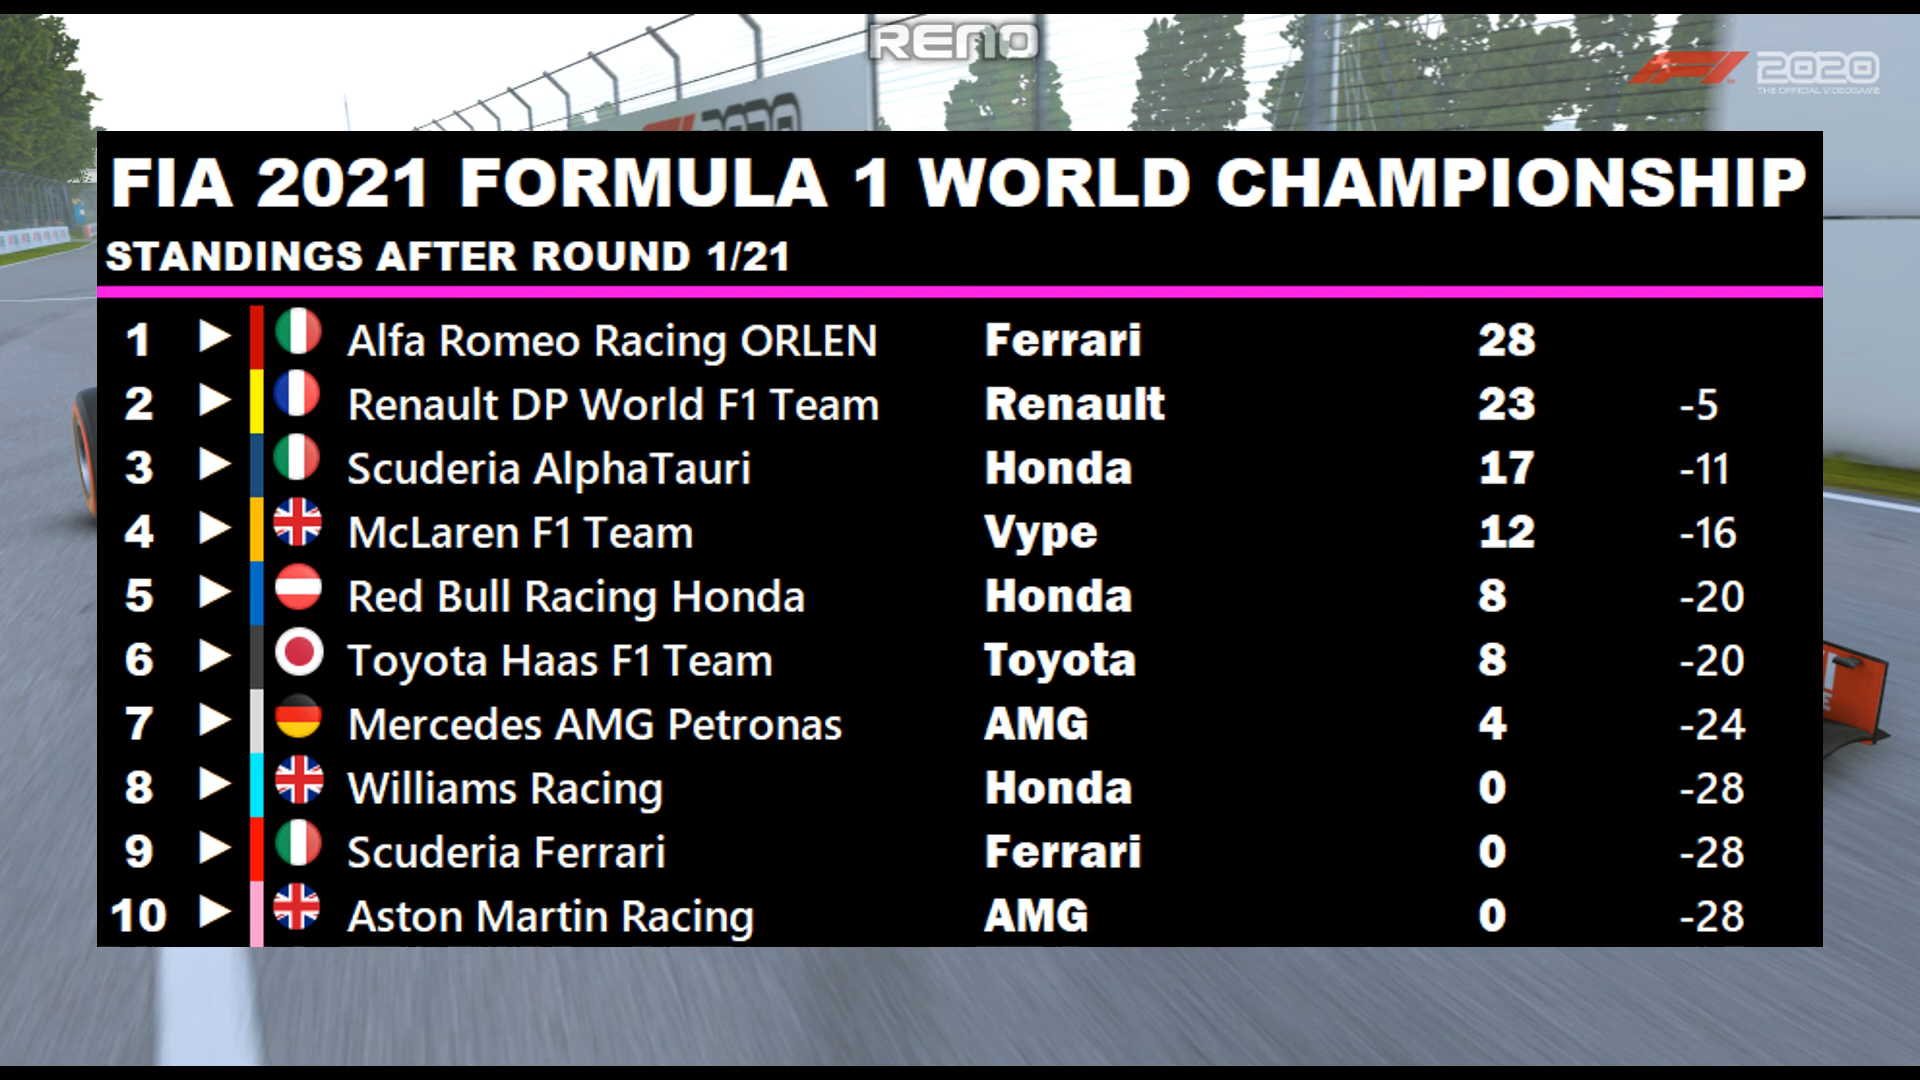 RENO
F1 2020
THE OFFICIAL VIDEOGAME
2020
FIA 2021 FORMULA 1 WORLD CHAMPIONSHIP
STANDINGS AFTER ROUND 1/21
1 ▶ Alfa Romeo Racing ORLEN Ferrari 28
2 ▶ Renault DP World F1 Team Renault 23 -5
3 ▶ Scuderia AlphaTauri Honda 17 -11
4 ▶ McLaren F1 Team Vype 12 -16
5 ▶ Red Bull Racing Honda Honda 8 -20
6 ▶ Toyota Haas F1 Team Toyota 8 -20
7 ▶ Mercedes AMG Petronas AMG 4 -24
8 ▶ Williams Racing Honda 0 -28
9 ▶ Scuderia Ferrari Ferrari 0 -28
10 ▶ Aston Martin Racing AMG 0 -28